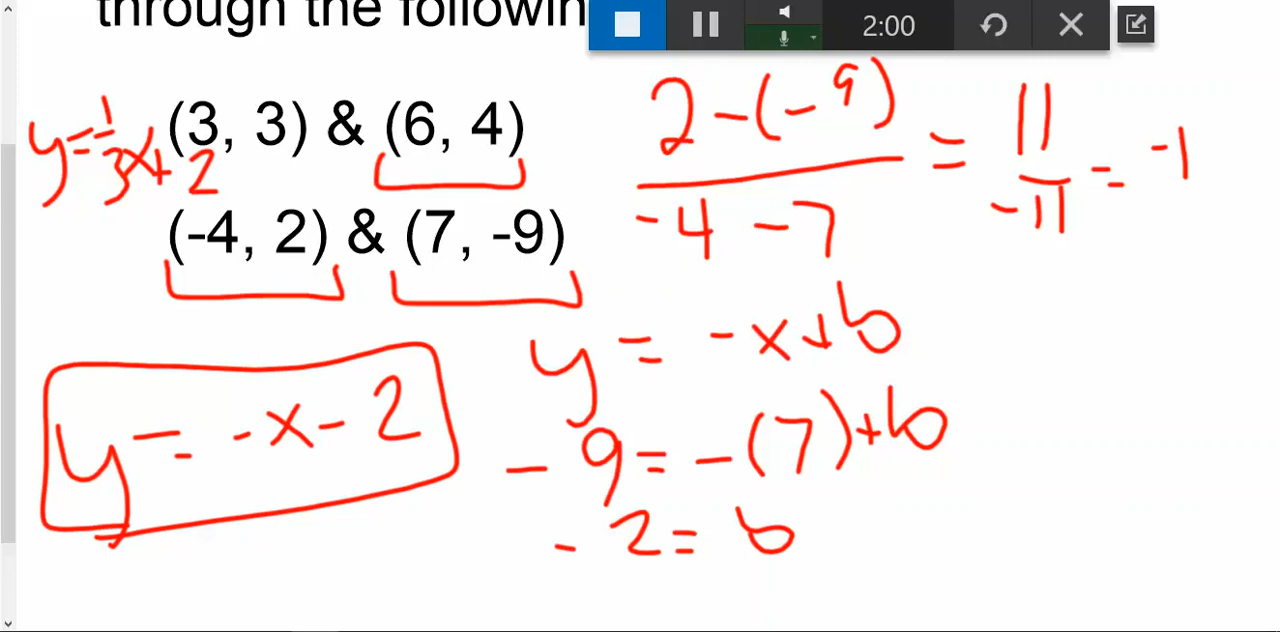 through the followin
2:00
(3, 3) & (6, 4)
y = 1/3x + 2
(-4, 2) & (7, -9)
2 - (-9) / -4 - 7 = 11 / -11 = -1
y = -x + b
-9 = -(7) + b
-2 = b
y = -x - 2